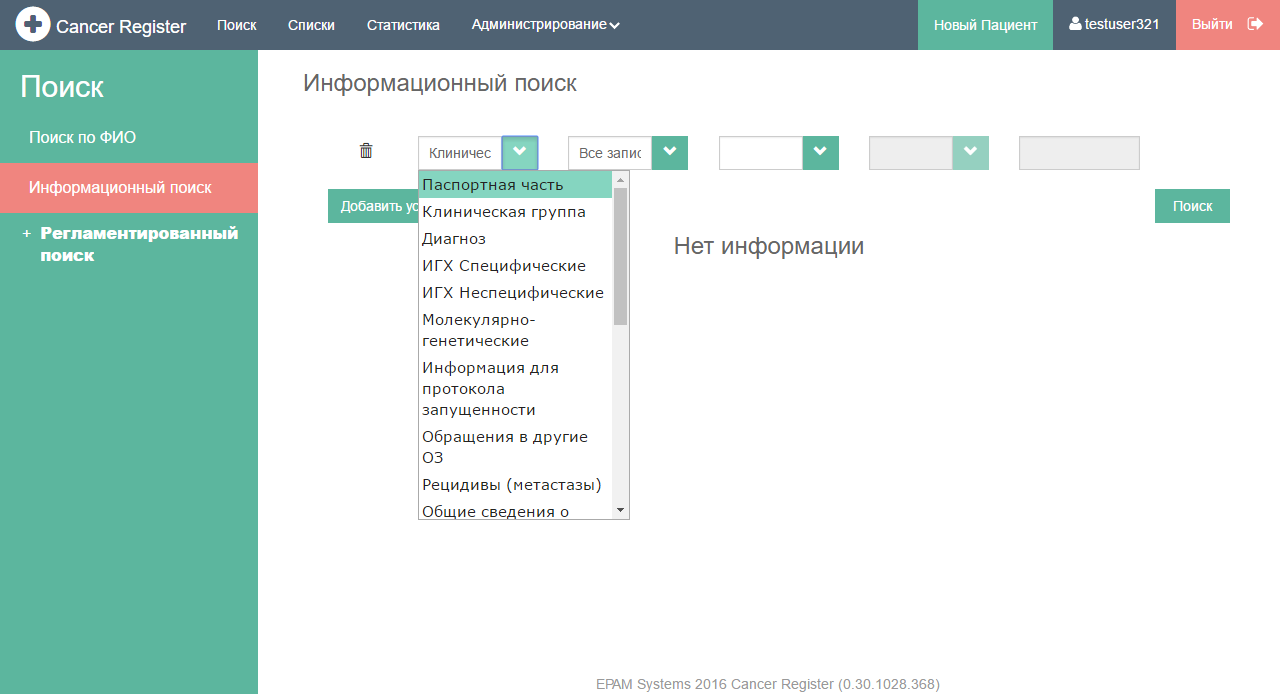 Cancer Register
Поиск
Списки
Статистика
Администрирование
Новый Пациент
testuser321
Выйти
Поиск
Поиск по ФИО
Информационный поиск
+ Регламентированный
поиск
Информационный поиск
Клиничес
Все запис
Добавить ус
Поиск
Паспортная часть
Клиническая группа
Диагноз
ИГХ Специфические
ИГХ Неспецифические
Молекулярно-
генетические
Информация для
протокола
запущенности
Обращения в другие
ОЗ
Рецидивы (метастазы)
Общие сведения о
Нет информации
EPAM Systems 2016 Cancer Register (0.30.1028.368)